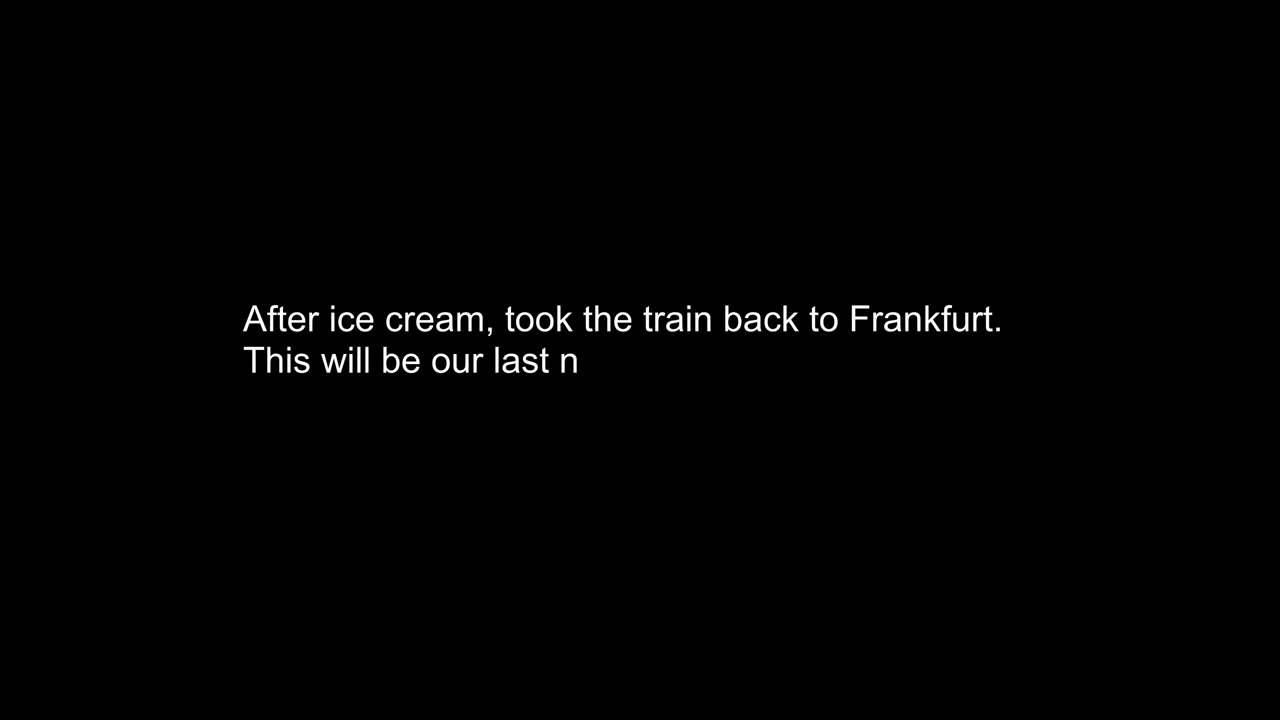 After ice cream, took the train back to Frankfurt.
This will be our last n